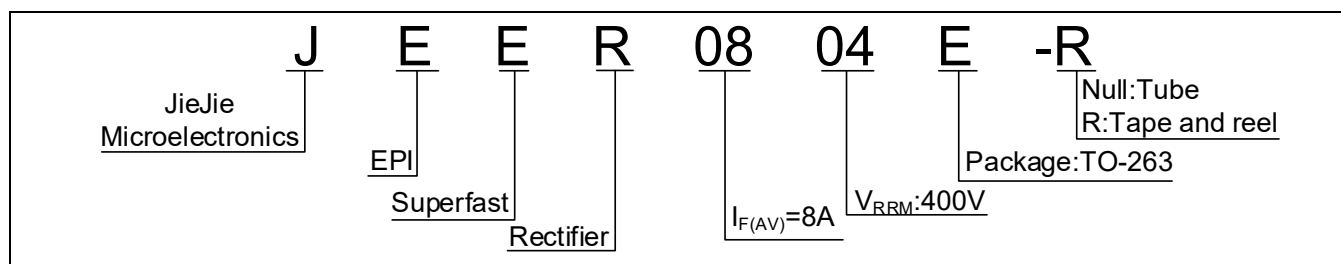 J E E R 08 04 E -R
JieJie
Microelectronics
EPI
Superfast
Rectifier
I_F(AV)=8A
V_RRM:400V
Package:TO-263
Null:Tube
R:Tape and reel